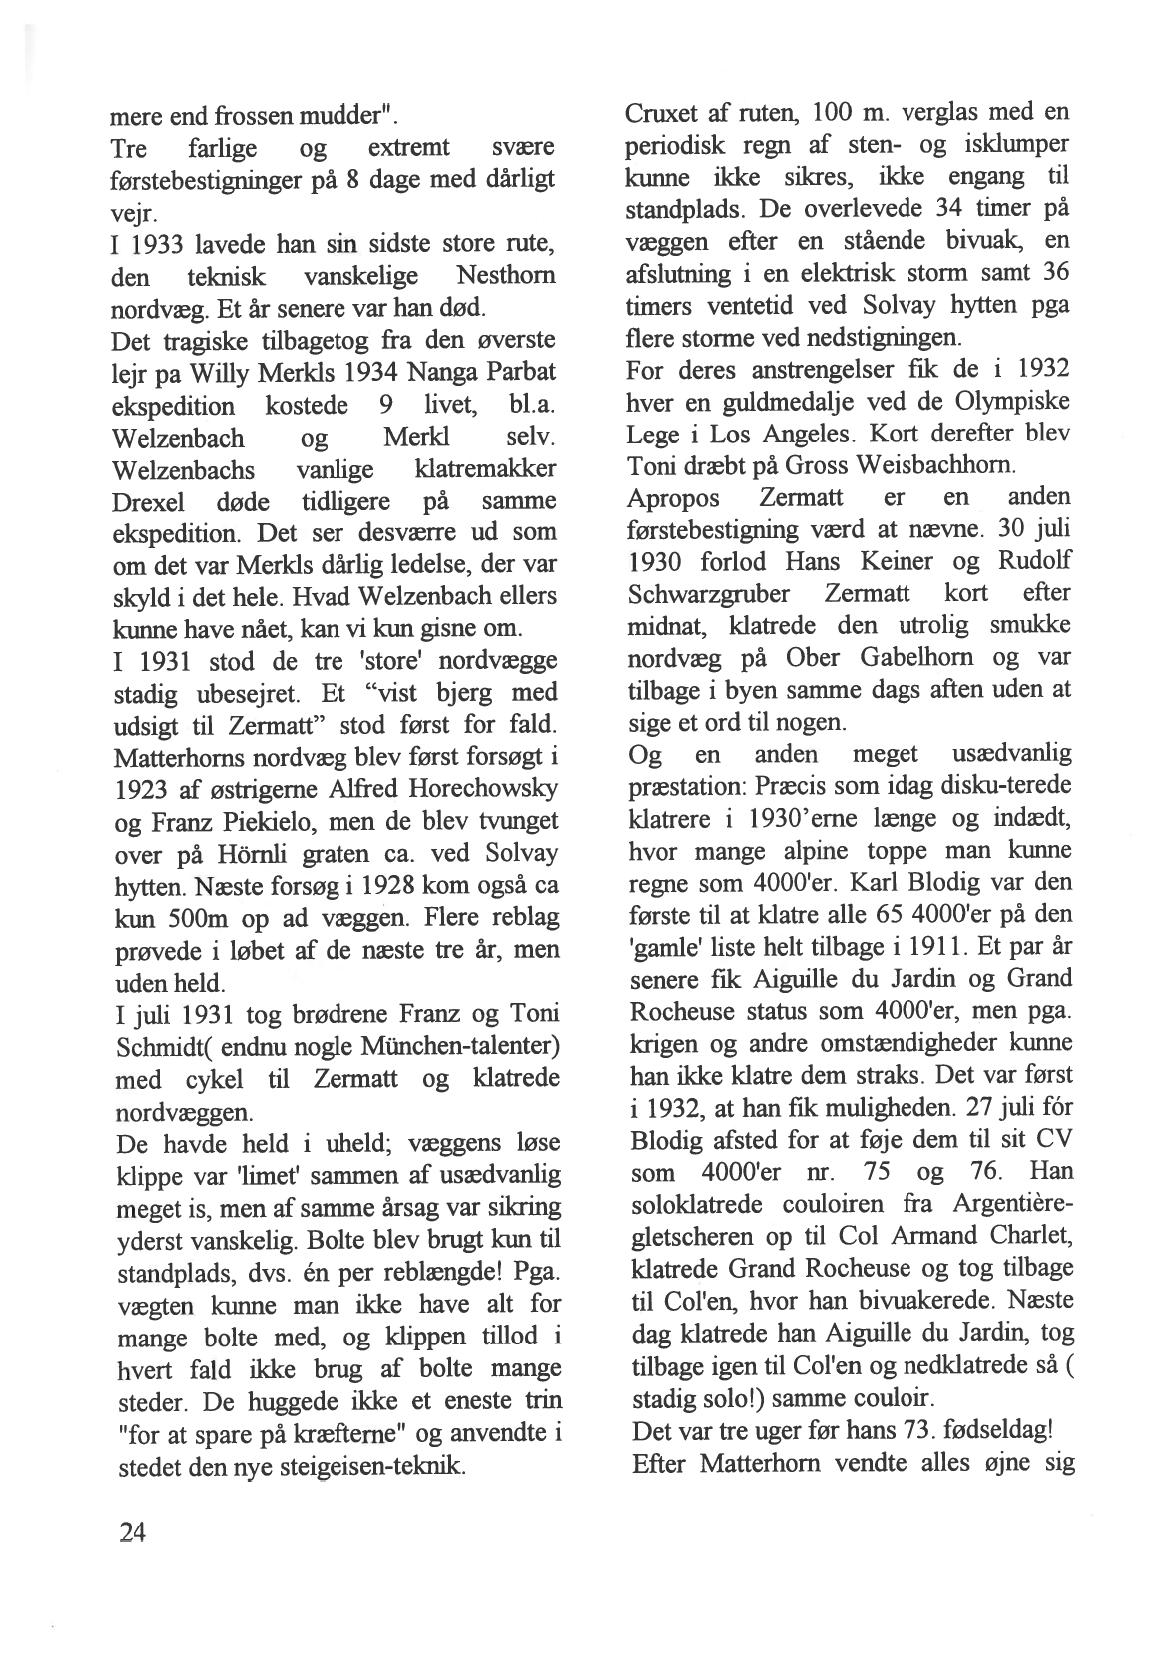 mere end frossen mudder".
Tre farlige og extremt svære
førstebestigninger på 8 dage med dårligt
vejr.
I 1933 lavede han sin sidste store rute,
den teknisk vanskelige Nesthorn
nordvæg. Et år senere var han død.
Det tragiske tilbagetog fra den øverste
lejr pa Willy Merkls 1934 Nanga Parbat
ekspedition kostede 9 livet, bl.a.
Welzenbach og Merkl selv.
Welzenbachs vanlige klatremakker
Drexel døde tidligere på samme
ekspedition. Det ser desværre ud som
om det var Merkls dårlig ledelse, der var
skyld i det hele. Hvad Welzenbach ellers
kunne have nået, kan vi kun gisne om.
I 1931 stod de tre 'store' nordvægge
stadig ubesejret. Et “vist bjerg med
udsigt til Zermatt” stod først for fald.
Matterhorns nordvæg blev først forsøgt i
1923 af østrigerne Alfred Horechowsky
og Franz Piekielo, men de blev tvunget
over på Hörnli graten ca. ved Solvay
hytten. Næste forsøg i 1928 kom også ca
kun 500m op ad væggen. Flere reblag
prøvede i løbet af de næste tre år, men
uden held.
I juli 1931 tog brødrene Franz og Toni
Schmidt( endnu nogle München-talenter)
med cykel til Zermatt og klatrede
nordvæggen.
De havde held i uheld; væggens løse
klippe var 'limet' sammen af usædvanlig
meget is, men af samme årsag var sikring
yderst vanskelig. Bolte blev brugt kun til
standplads, dvs. én per reblængde! Pga.
vægten kunne man ikke have alt for
mange bolte med, og klippen tillod i
hvert fald ikke brug af bolte mange
steder. De huggede ikke et eneste trin
"for at spare på kræfterne" og anvendte i
stedet den nye steigeisen-teknik.
Cruxet af ruten, 100 m. verglas med en
periodisk regn af sten- og isklumper
kunne ikke sikres, ikke engang til
standplads. De overlevede 34 timer på
væggen efter en stående bivuak, en
afslutning i en elektrisk storm samt 36
timers ventetid ved Solvay hytten pga
flere storme ved nedstigningen.
For deres anstrengelser fik de i 1932
hver en guldmedalje ved de Olympiske
Lege i Los Angeles. Kort derefter blev
Toni dræbt på Gross Weisbachhorn.
Apropos Zermatt er en anden
førstebestigning værd at nævne. 30 juli
1930 forlod Hans Keiner og Rudolf
Schwarzgruber Zermatt kort efter
midnat, klatrede den utrolig smukke
nordvæg på Ober Gabelhorn og var
tilbage i byen samme dags aften uden at
sige et ord til nogen.
Og en anden meget usædvanlig
præstation: Præcis som idag disku-terede
klatrere i 1930’erne længe og indædt,
hvor mange alpine toppe man kunne
regne som 4000'er. Karl Blodig var den
første til at klatre alle 65 4000'er på den
'gamle' liste helt tilbage i 1911. Et par år
senere fik Aiguille du Jardin og Grand
Rocheuse status som 4000'er, men pga.
krigen og andre omstændigheder kunne
han ikke klatre dem straks. Det var først
i 1932, at han fik muligheden. 27 juli fór
Blodig afsted for at føje dem til sit CV
som 4000'er nr. 75 og 76. Han
soloklatrede couloiren fra Argentière-
gletscheren op til Col Armand Charlet,
klatrede Grand Rocheuse og tog tilbage
til Col'en, hvor han bivuakerede. Næste
dag klatrede han Aiguille du Jardin, tog
tilbage igen til Col'en og nedklatrede så (
stadig solo!) samme couloir.
Det var tre uger før hans 73. fødseldag!
Efter Matterhorn vendte alles øjne sig
24